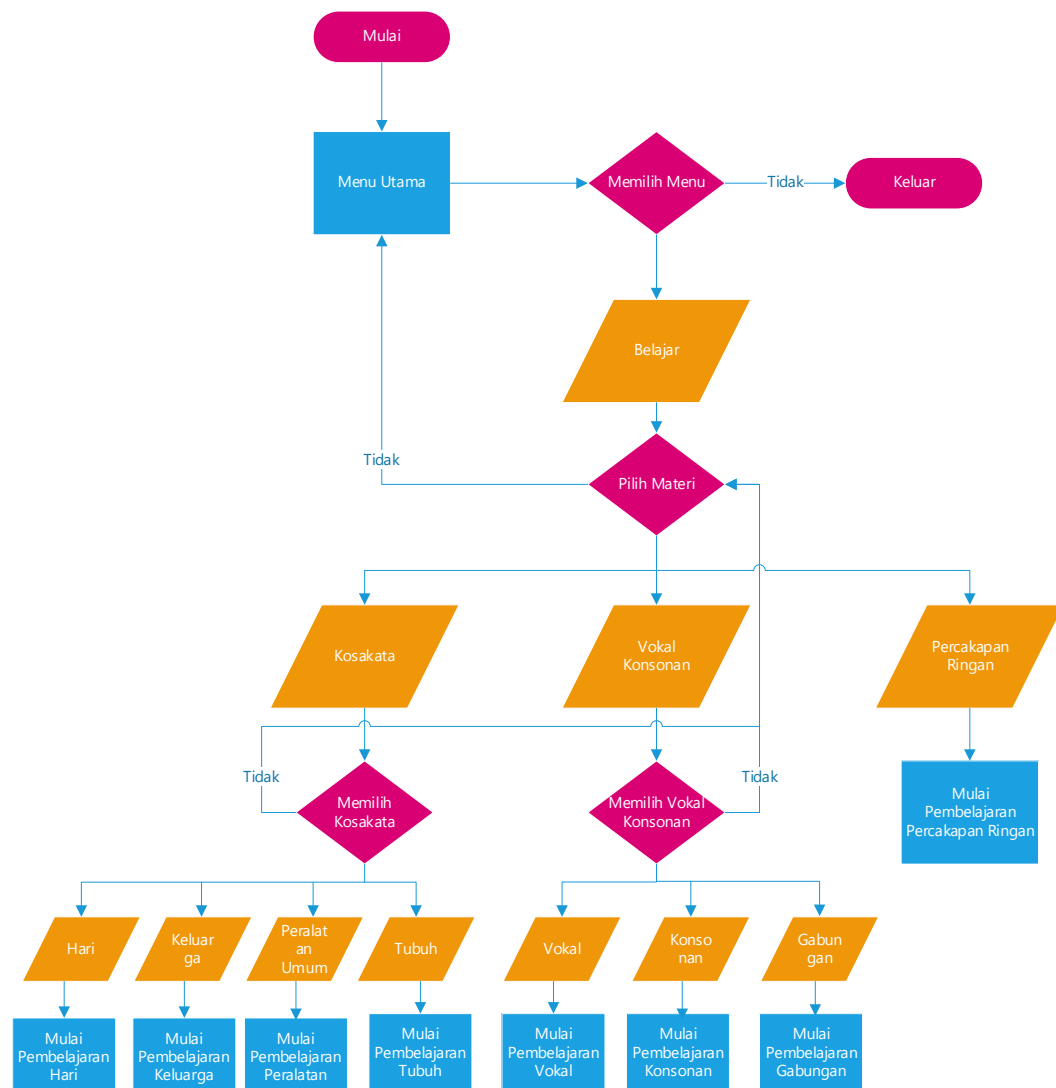 Mulai
Menu Utama
Memilih Menu
Tidak
Keluar
Belajar
Tidak
Pilih Materi
Kosakata
Vokal
Konsonan
Percakapan
Ringan
Tidak
Memilih
Kosakata
Memilih Vokal
Konsonan
Tidak
Mulai
Pembelajaran
Percakapan Ringan
Hari
Keluar
ga
Peralat
an
Umum
Tubuh
Vokal
Konso
nan
Gabun
gan
Mulai
Pembelajaran
Hari
Mulai
Pembelajaran
Keluarga
Mulai
Pembelajaran
Peralatan
Mulai
Pembelajaran
Tubuh
Mulai
Pembelajaran
Vokal
Mulai
Pembelajaran
Konsonan
Mulai
Pembelajaran
Gabungan